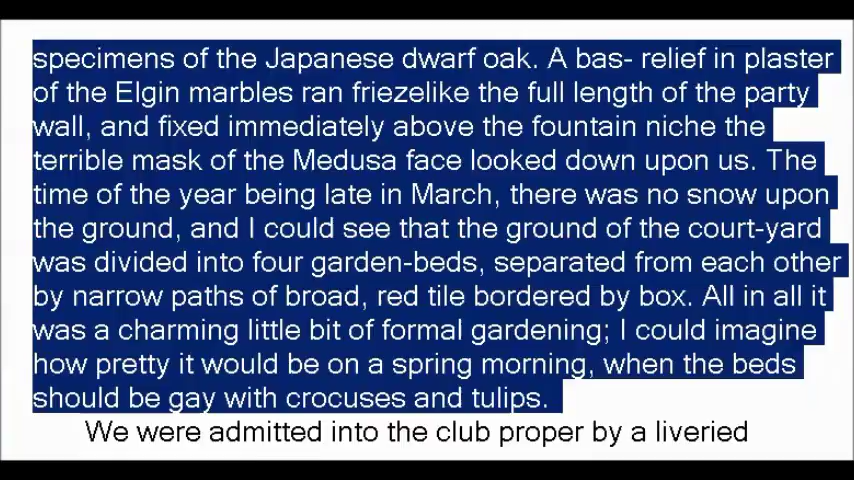 specimens of the Japanese dwarf oak. A bas- relief in plaster
of the Elgin marbles ran friezelike the full length of the party
wall, and fixed immediately above the fountain niche the
terrible mask of the Medusa face looked down upon us. The
time of the year being late in March, there was no snow upon
the ground, and I could see that the ground of the court-yard
was divided into four garden-beds, separated from each other
by narrow paths of broad, red tile bordered by box. All in all it
was a charming little bit of formal gardening; I could imagine
how pretty it would be on a spring morning, when the beds
should be gay with crocuses and tulips.
We were admitted into the club proper by a liveried